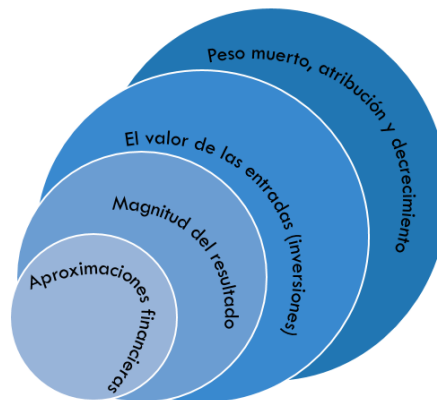 Peso muerto, atribución y decrecimiento
El valor de las entradas (inversiones)
Magnitud del resultado
Aproximaciones financieras